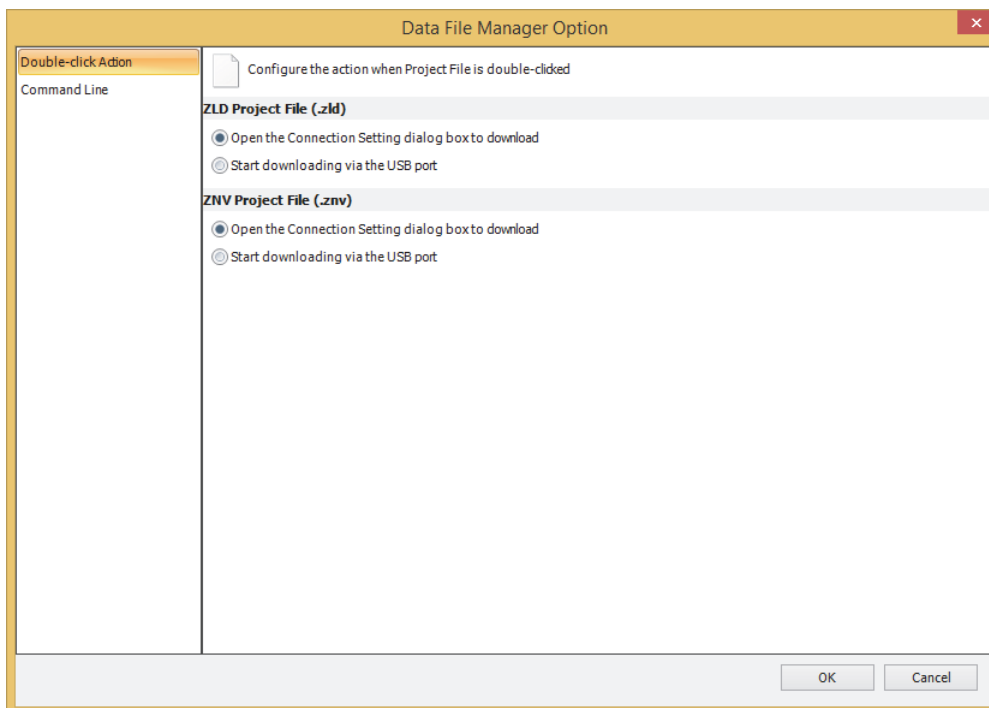 Data File Manager Option
Double-click Action
Command Line
Configure the action when Project File is double-clicked
ZLD Project File (.zld)
Open the Connection Setting dialog box to download
Start downloading via the USB port
ZNV Project File (.znv)
Open the Connection Setting dialog box to download
Start downloading via the USB port
OK
Cancel